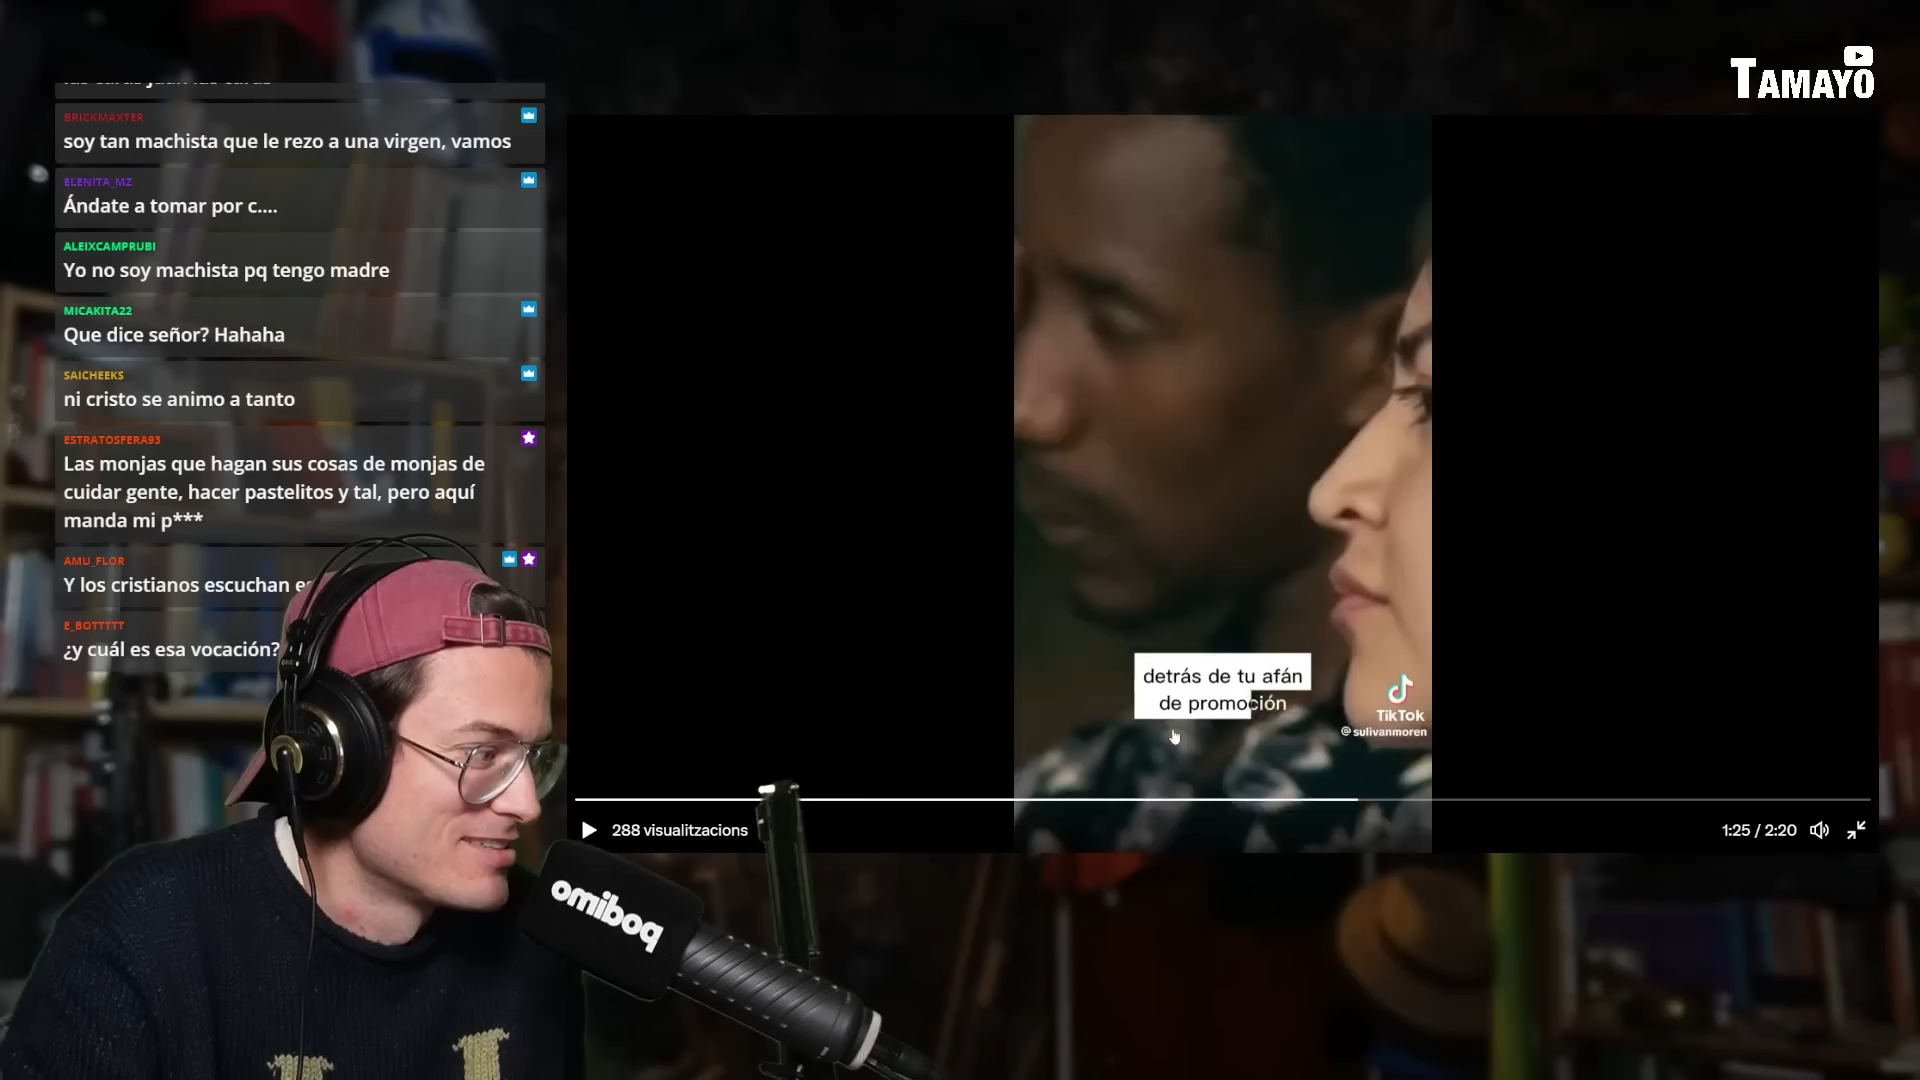 TAMAYO
BRICKMAXTER
soy tan machista que le rezo a una virgen, vamos
ELENITA_MZ
Ándate a tomar por c....
ALEIXCAMPRUBI
Yo no soy machista pq tengo madre
MICAKITA22
Que dice señor? Hahaha
SAICHEEKS
ni cristo se animo a tanto
ESTRATOSFERA93
Las monjas que hagan sus cosas de monjas de
cuidar gente, hacer pastelitos y tal, pero aquí
manda mi p***
AMU_FLOR
Y los cristianos escuchan
E_BOTTTTT
¿y cuál es esa vocación?
detrás de tu afán
de promoción
TikTok
@sulivanmoren
288 visualitzacions
1:25 / 2:20
omiboq